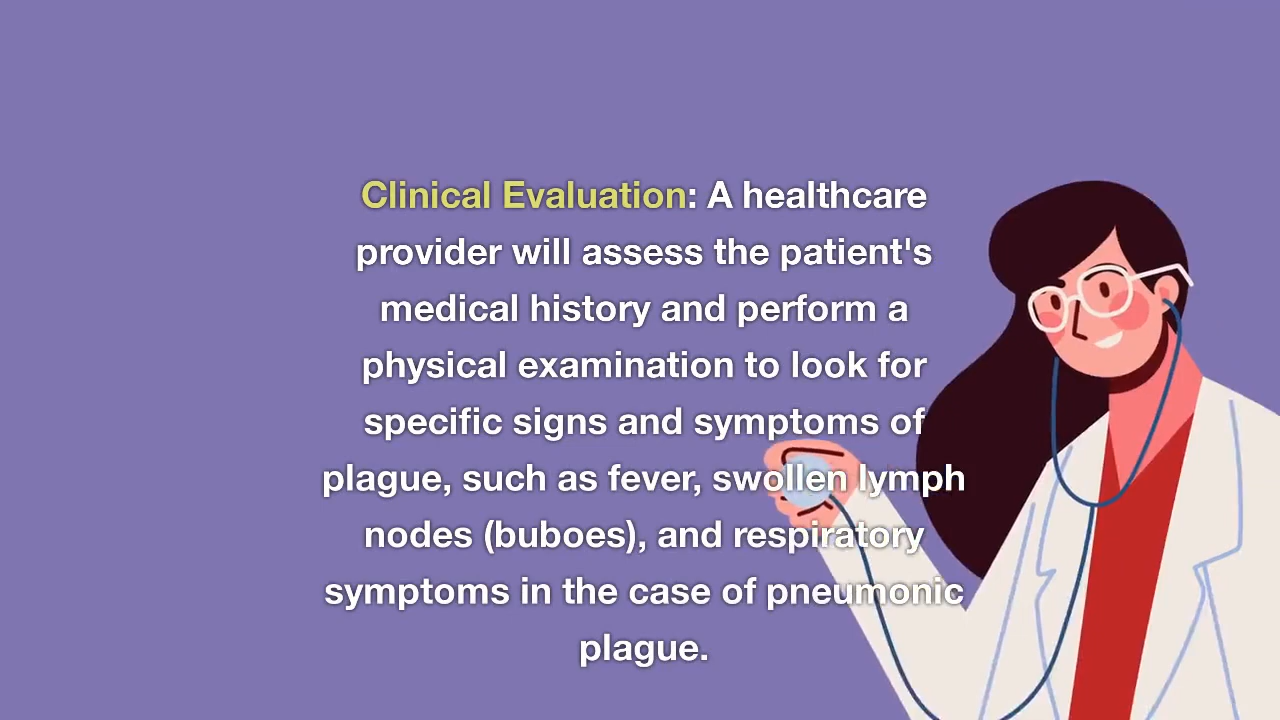 Clinical Evaluation: A healthcare
provider will assess the patient's
medical history and perform a
physical examination to look for
specific signs and symptoms of
plague, such as fever, swollen lymph
nodes (buboes), and respiratory
symptoms in the case of pneumonic
plague.